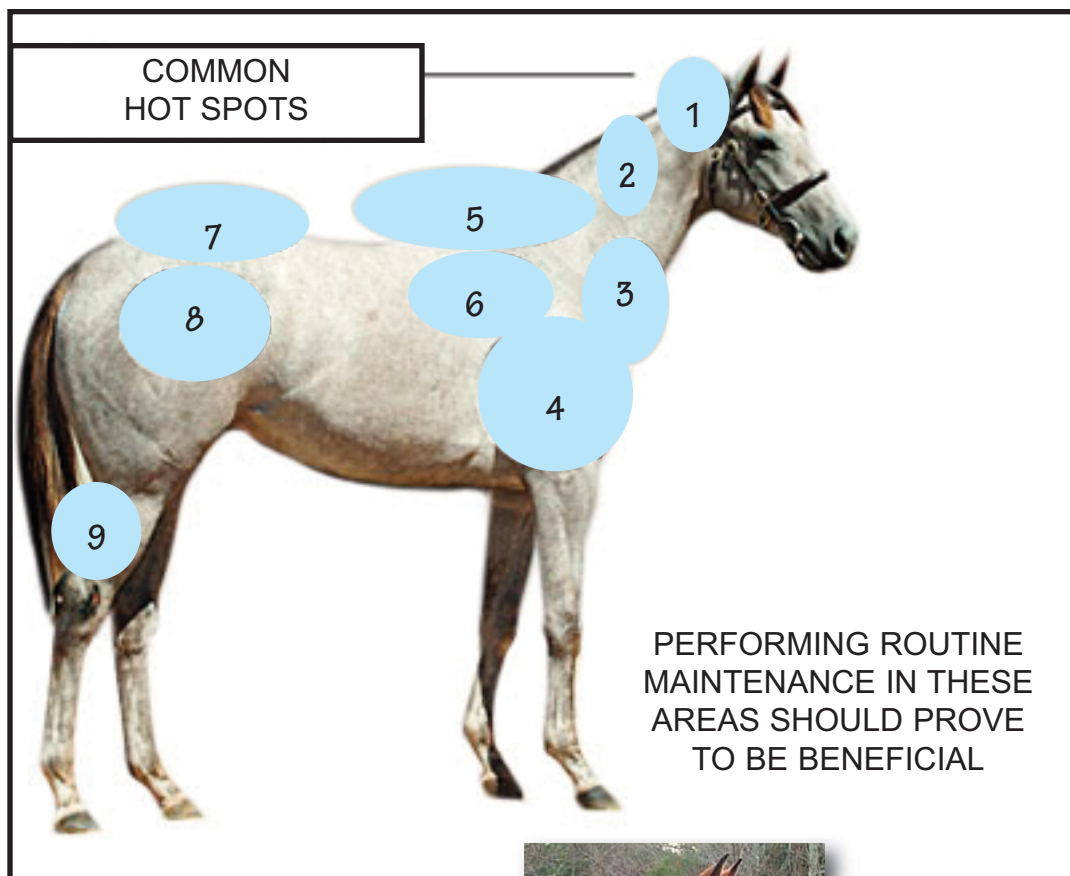 COMMON
HOT SPOTS
1
2
3
4
5
6
7
8
9
PERFORMING ROUTINE
MAINTENANCE IN THESE
AREAS SHOULD PROVE
TO BE BENEFICIAL